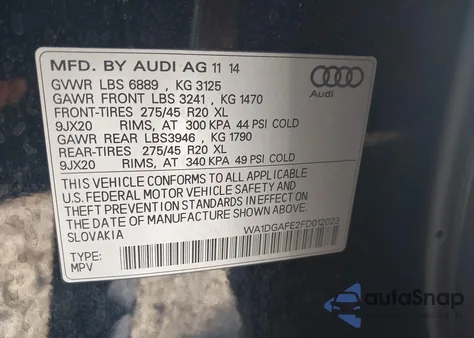 MFD. BY AUDI AG 11 14
GVWR LBS 6889 , KG 3125
GAWR FRONT LBS 3241 , KG 1470
FRONT-TIRES 275/45 R20 XL
9JX20 RIMS, AT 300 KPA 44 PSI COLD
GAWR REAR LBS3946 , KG 1790
REAR-TIRES 275/45 R20 XL
9JX20 RIMS, AT 340 KPA 49 PSI COLD
THIS VEHICLE CONFORMS TO ALL APPLICABLE
U.S. FEDERAL MOTOR VEHICLE SAFETY AND
THEFT PREVENTION STANDARDS IN EFFECT ON
THE DATE OF MANUFACTURE SHOWN ABOVE.
SLOVAKIA
WA1DGAFE2FD012023
TYPE:
MPV
Audi
autoSnap